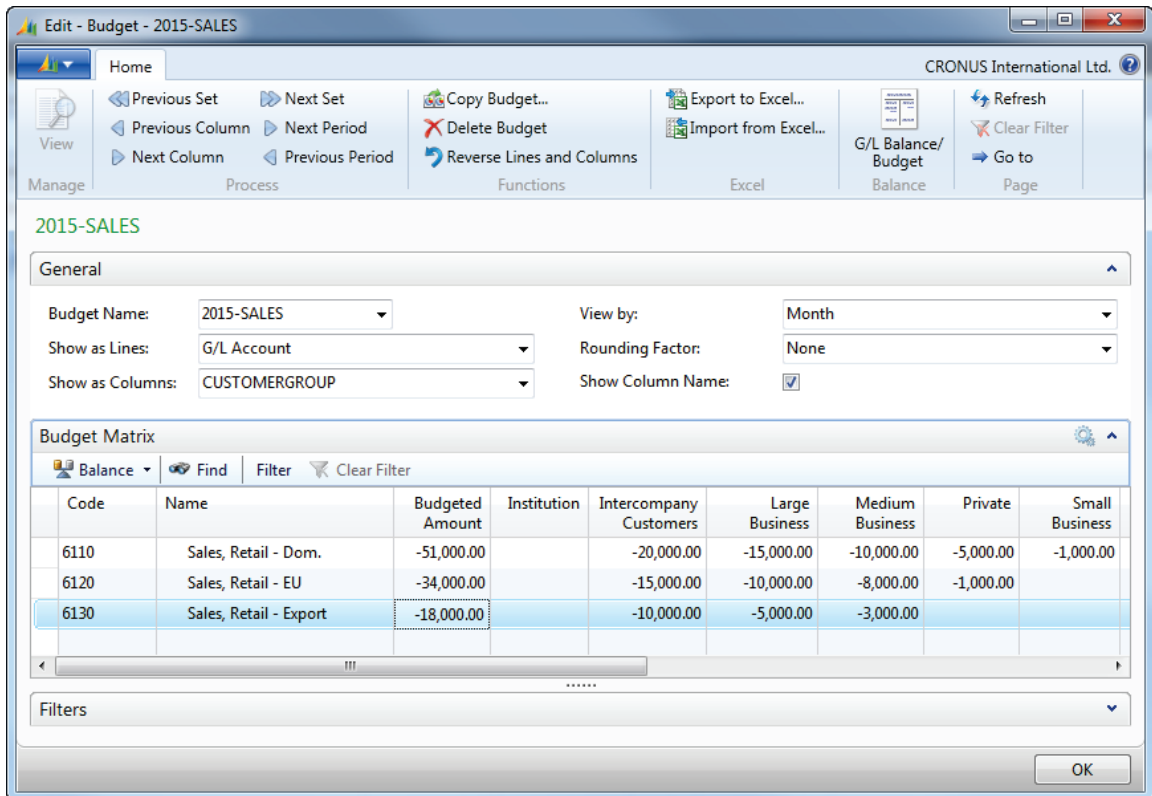 Edit - Budget - 2015-SALES
Home
CRONUS International Ltd.
View
Manage
Previous Set
Next Set
Previous Column
Next Period
Next Column
Previous Period
Process
Copy Budget...
Delete Budget
Reverse Lines and Columns
Functions
Export to Excel...
Import from Excel...
Excel
G/L Balance/
Budget
Balance
Refresh
Clear Filter
Go to
Page
2015-SALES
General
Budget Name: 2015-SALES
View by: Month
Show as Lines: G/L Account
Rounding Factor: None
Show as Columns: CUSTOMERGROUP
Show Column Name:
Budget Matrix
Balance Find Filter Clear Filter
Code Name Budgeted Amount Institution Intercompany Customers Large Business Medium Business Private Small Business
6110 Sales, Retail - Dom. -51,000.00 -20,000.00 -15,000.00 -10,000.00 -5,000.00 -1,000.00
6120 Sales, Retail - EU -34,000.00 -15,000.00 -10,000.00 -8,000.00 -1,000.00
6130 Sales, Retail - Export -18,000.00 -10,000.00 -5,000.00 -3,000.00
Filters
OK